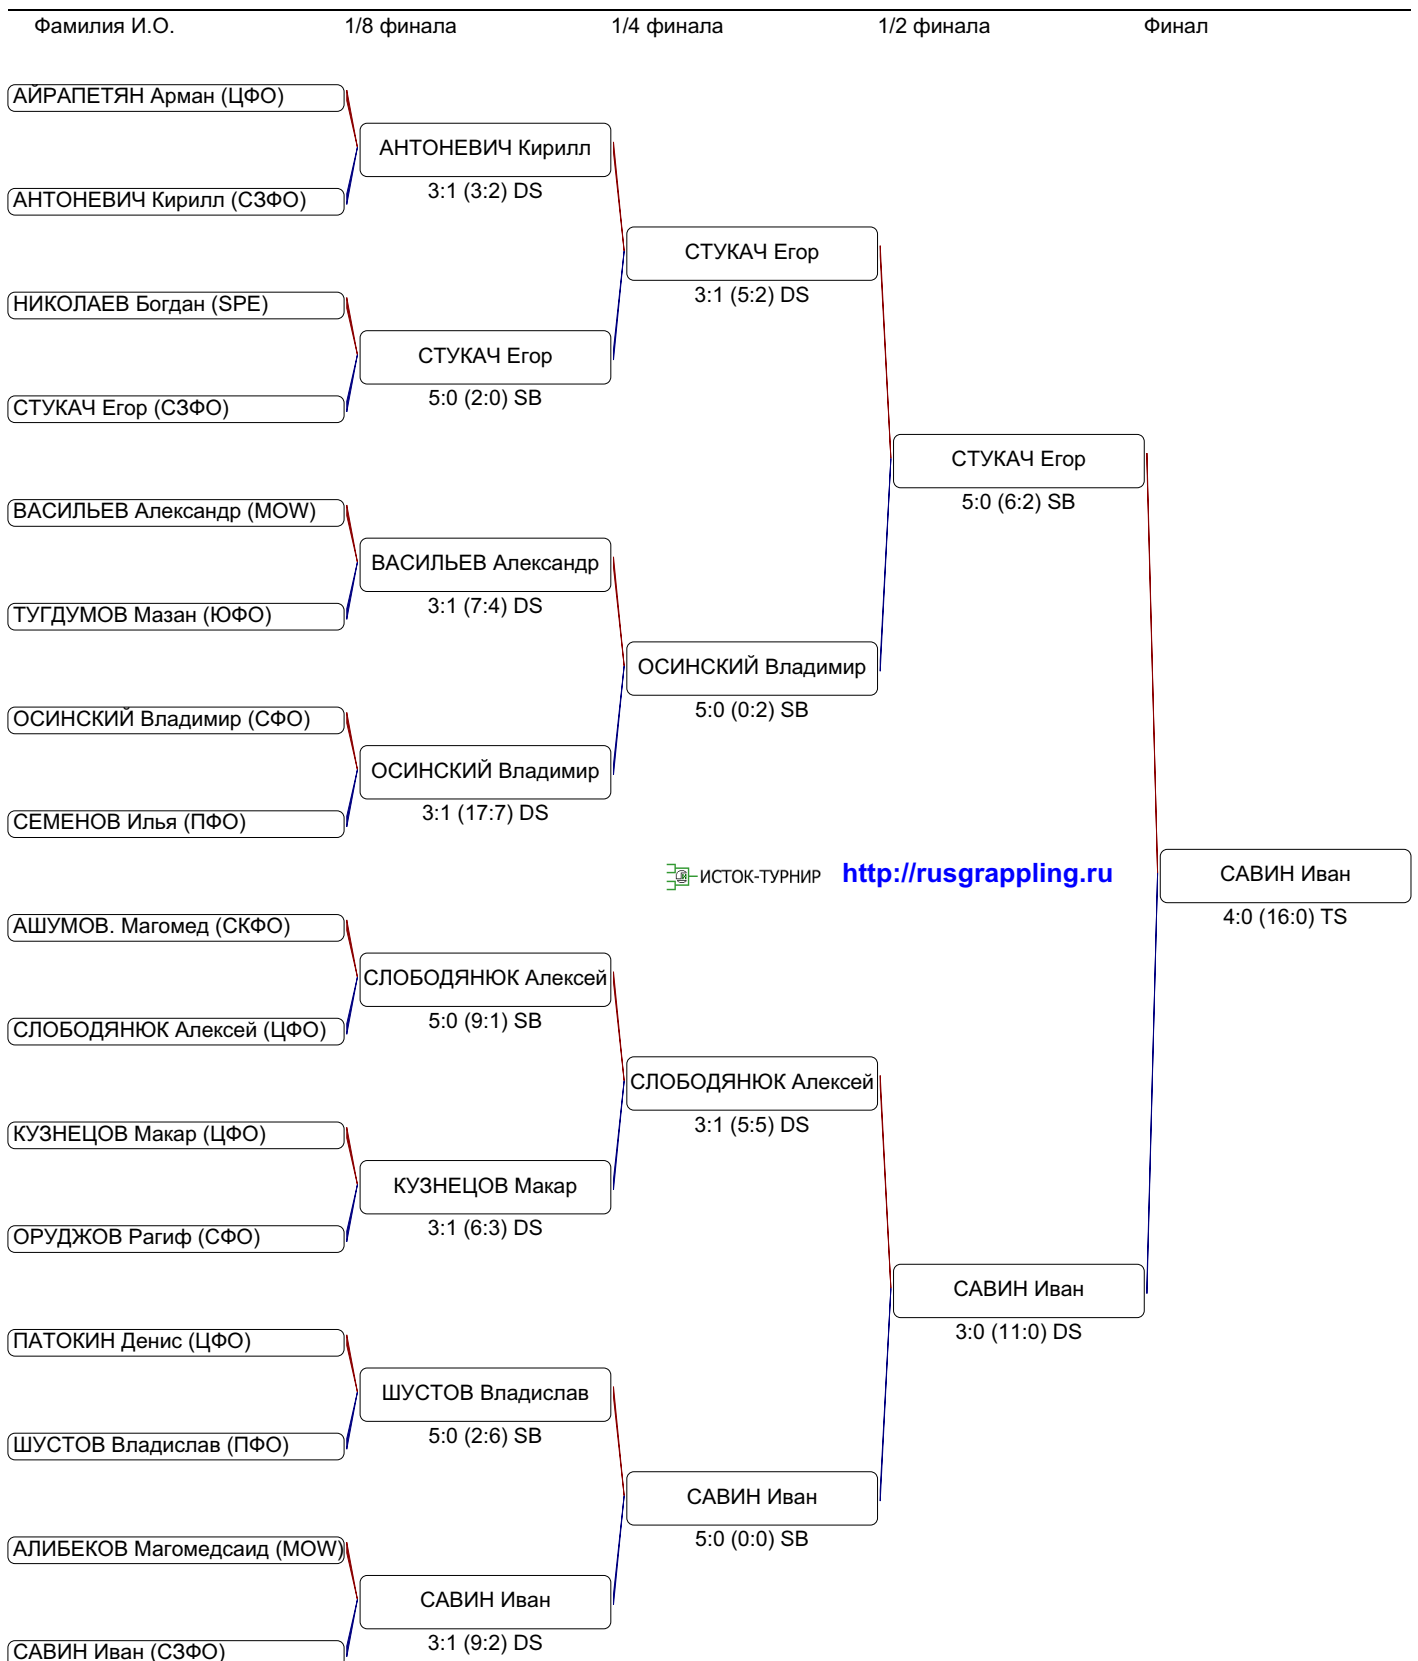 Фамилия И.О. 1/8 финала 1/4 финала 1/2 финала Финал
АЙРАПЕТЯН Арман (ЦФО)
АНТОНЕВИЧ Кирилл
3:1 (3:2) DS
АНТОНЕВИЧ Кирилл (СЗФО)
СТУКАЧ Егор
3:1 (5:2) DS
НИКОЛАЕВ Богдан (SPE)
СТУКАЧ Егор
5:0 (2:0) SB
СТУКАЧ Егор (СЗФО)
СТУКАЧ Егор
5:0 (6:2) SB
ВАСИЛЬЕВ Александр (MOW)
ВАСИЛЬЕВ Александр
3:1 (7:4) DS
ТУГДУМОВ Мазан (ЮФО)
ОСИНСКИЙ Владимир
5:0 (0:2) SB
ОСИНСКИЙ Владимир (СФО)
ОСИНСКИЙ Владимир
3:1 (17:7) DS
СЕМЕНОВ Илья (ПФО)
ИСТОК-ТУРНИР http://rusgrappling.ru
САВИН Иван
4:0 (16:0) TS
АШУМОВ. Магомед (СКФО)
СЛОБОДЯНЮК Алексей
5:0 (9:1) SB
СЛОБОДЯНЮК Алексей (ЦФО)
СЛОБОДЯНЮК Алексей
3:1 (5:5) DS
КУЗНЕЦОВ Макар (ЦФО)
КУЗНЕЦОВ Макар
3:1 (6:3) DS
ОРУДЖОВ Рагиф (СФО)
САВИН Иван
3:0 (11:0) DS
ПАТОКИН Денис (ЦФО)
ШУСТОВ Владислав
5:0 (2:6) SB
ШУСТОВ Владислав (ПФО)
САВИН Иван
5:0 (0:0) SB
АЛИБЕКОВ Магомедсаид (MOW)
САВИН Иван
3:1 (9:2) DS
САВИН Иван (СЗФО)